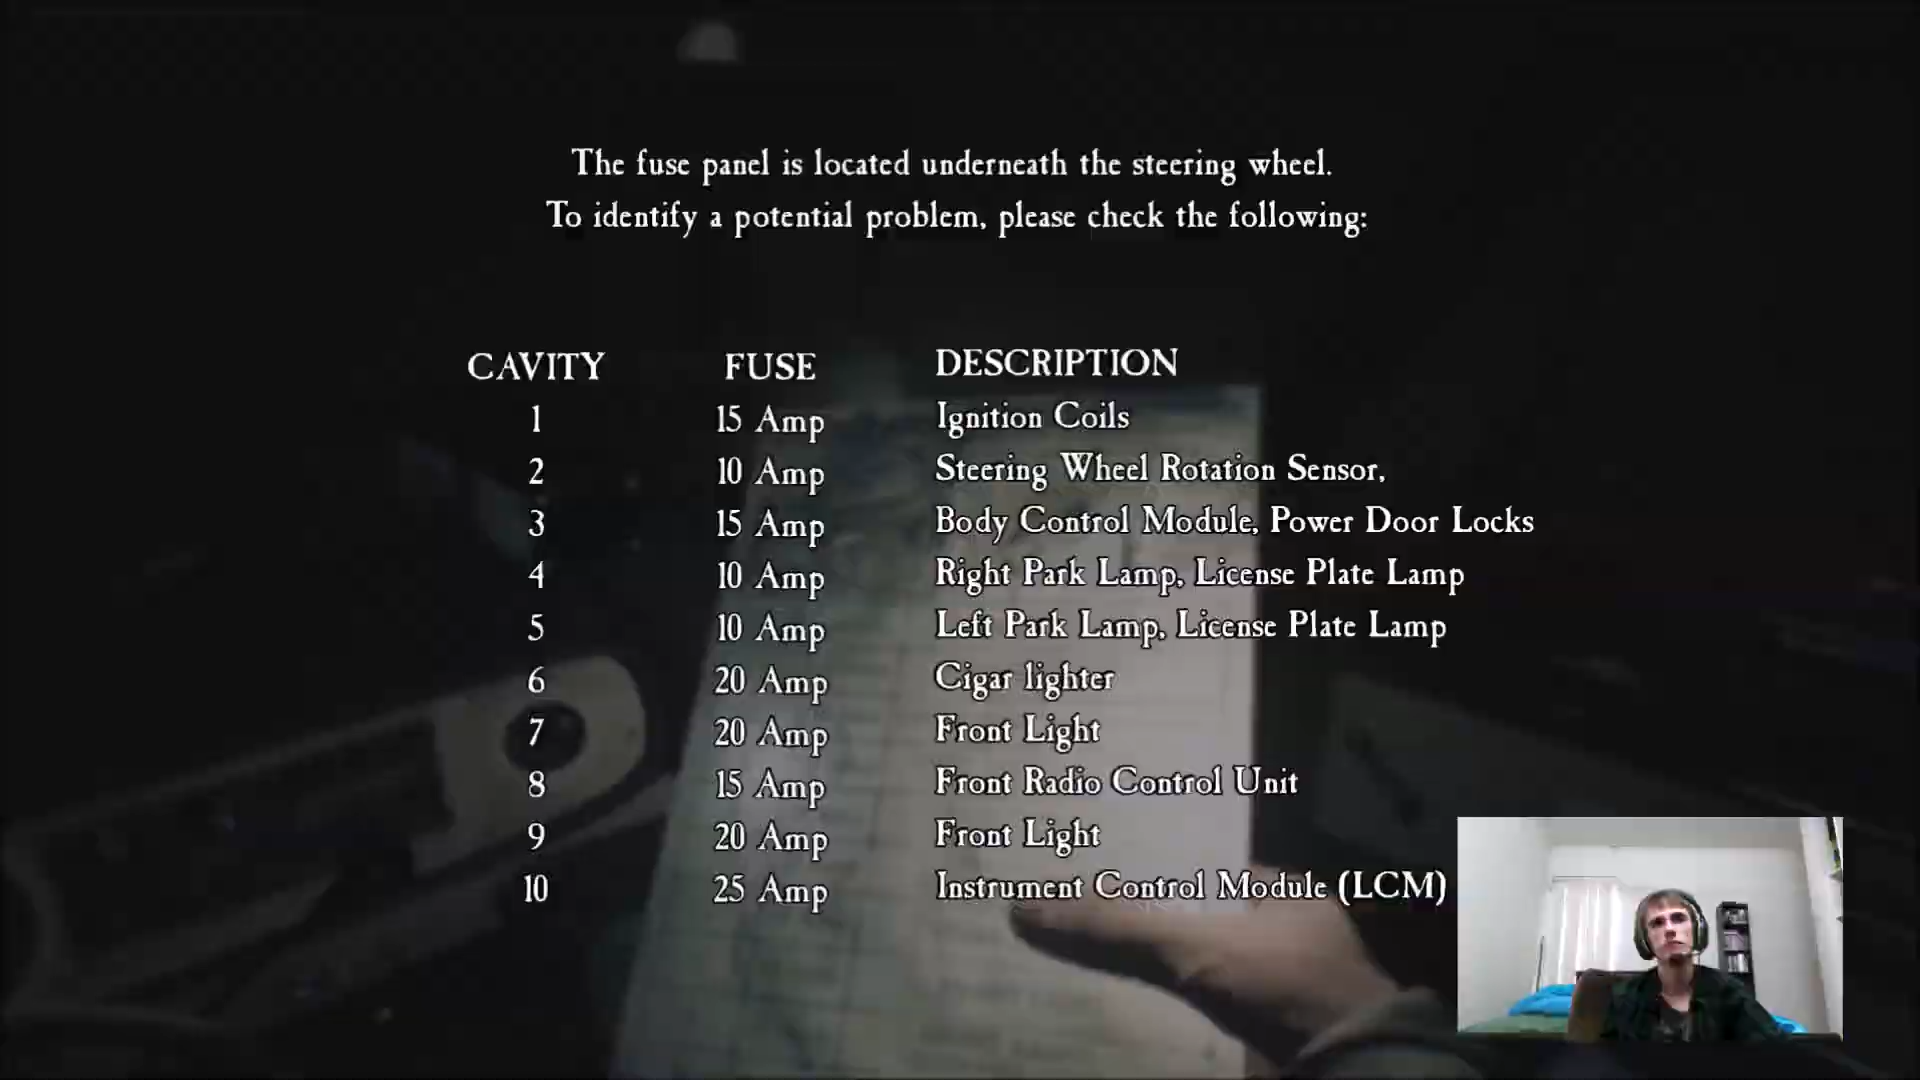 The fuse panel is located underneath the steering wheel.
To identify a potential problem, please check the following:
CAVITY FUSE DESCRIPTION
1 15 Amp Ignition Coils
2 10 Amp Steering Wheel Rotation Sensor,
3 15 Amp Body Control Module, Power Door Locks
4 10 Amp Right Park Lamp, License Plate Lamp
5 10 Amp Left Park Lamp, License Plate Lamp
6 20 Amp Cigar lighter
7 20 Amp Front Light
8 15 Amp Front Radio Control Unit
9 20 Amp Front Light
10 25 Amp Instrument Control Module (LCM)